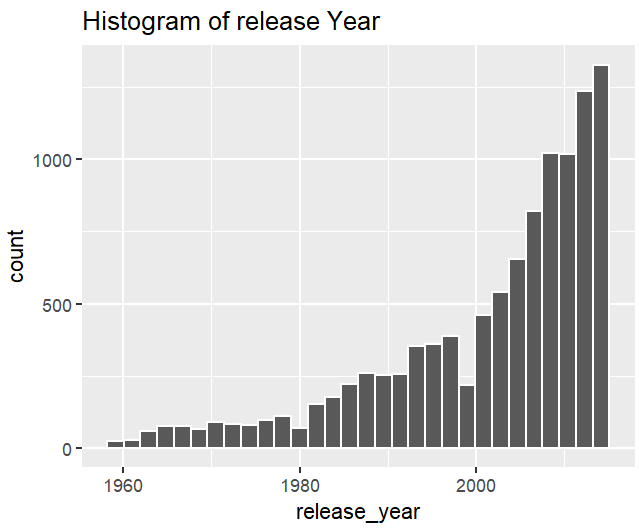 Histogram of release Year
1000
500
0
count
1960 1980 2000
release_year